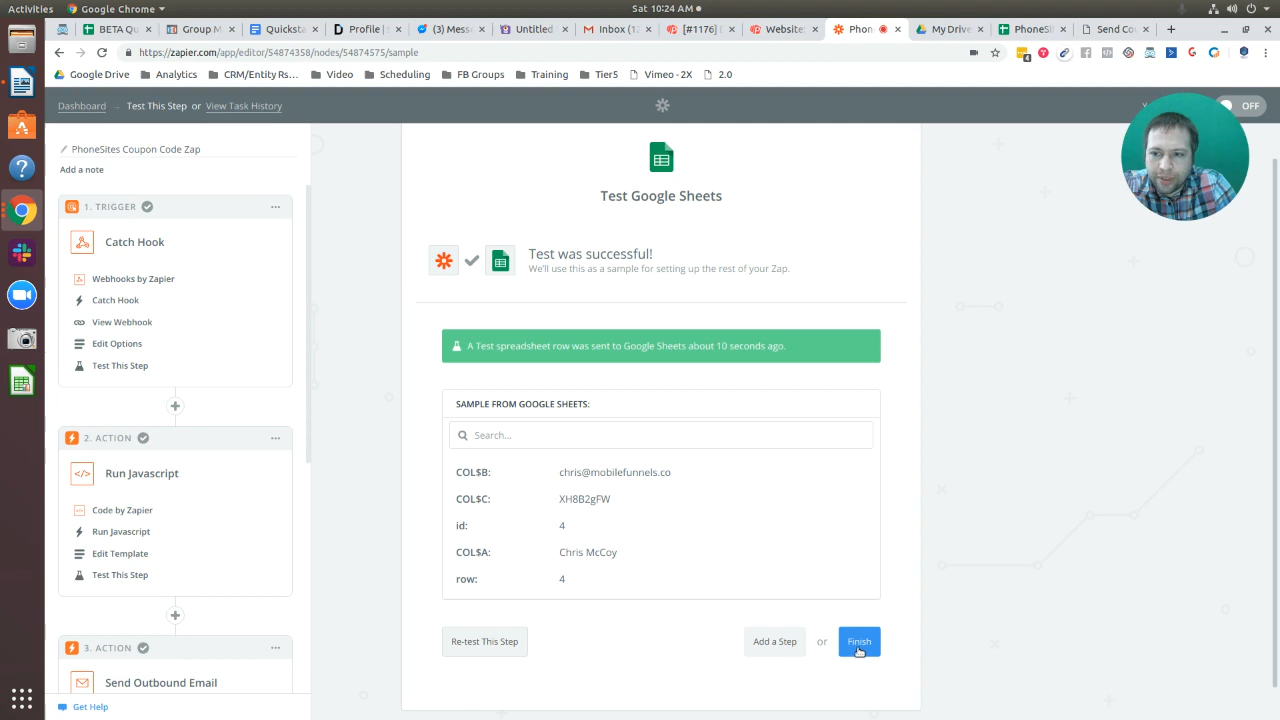 Activities
Google Chrome
Sat 10:24 AM
BETA Q
Group M
Quickst
Profile |
(3) Mess
Untitled
Inbox (1
[#1176]
Website
Phon
My Drive
PhoneSi
Send Co
https://zapier.com/app/editor/54874358/nodes/54874575/sample
Google Drive
Analytics
CRM/Entity Rs...
Video
Scheduling
FB Groups
Training
Tier5
Vimeo - 2X
2.0
Dashboard → Test This Step or View Task History
OFF
PhoneSites Coupon Code Zap
Add a note
1. TRIGGER
Catch Hook
Webhooks by Zapier
Catch Hook
View Webhook
Edit Options
Test This Step
2. ACTION
Run Javascript
Code by Zapier
Run Javascript
Edit Template
Test This Step
3. ACTION
Send Outbound Email
Get Help
Test Google Sheets
Test was successful!
We'll use this as a sample for setting up the rest of your Zap.
A Test spreadsheet row was sent to Google Sheets about 10 seconds ago.
SAMPLE FROM GOOGLE SHEETS:
Search...
COL$B: chris@mobilefunnels.co
COL$C: XH8B2gFW
id: 4
COL$A: Chris McCoy
row: 4
Re-test This Step
Add a Step or Finish